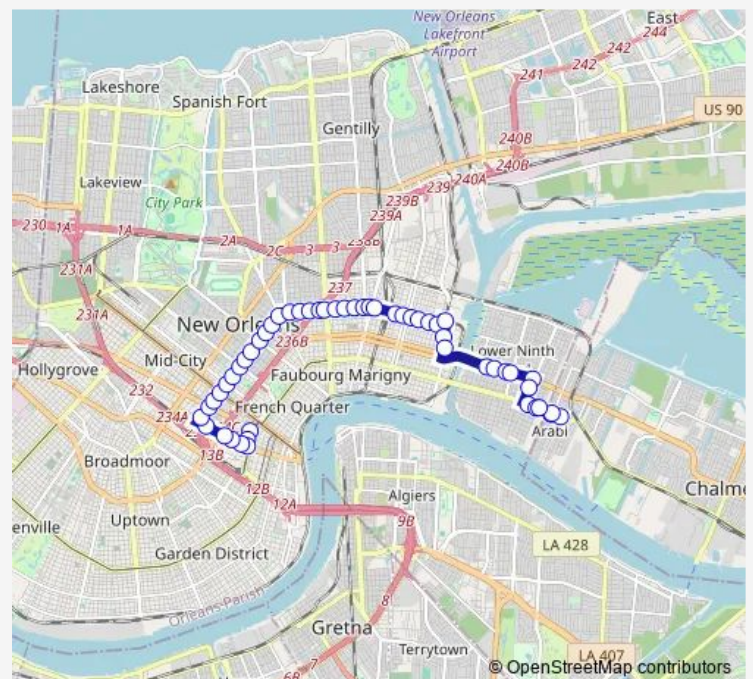 New Orleans
Lakefront
Airport
East
244
242
242
241
Lakeshore
Spanish Fort
US 90
Gentilly
240B
240B
Lakeview
240A
239
239B
City Park
239A
230
1A
1A
2A
2C
3
3
238B
231A
237
231A
New Orleans
236B
Mid-City
Lower Ninth
Hollygrove
Faubourg Marigny
232
French Quarter
234A
Arabi
13B
Broadmoor
12B
Chalme
Algiers
12A
9B
enville
Uptown
LA 428
Garden District
8
Orleans Parish
Gretna
Terrytown
LA 407
7
6B
© OpenStreetMap contributors